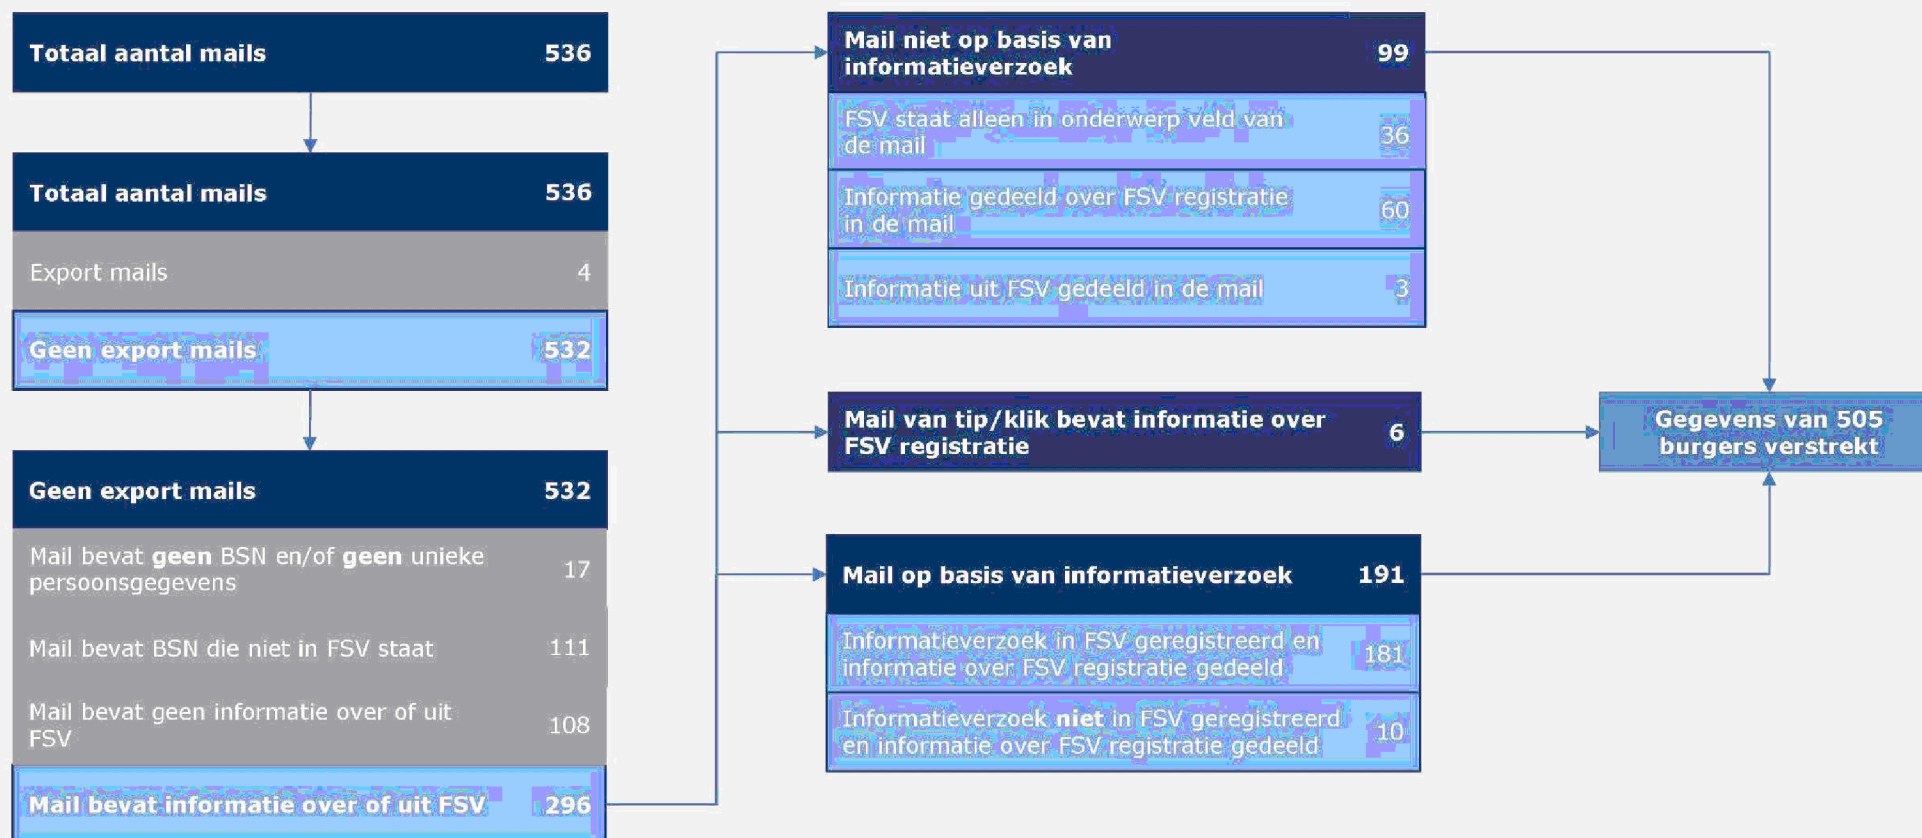 Totaal aantal mails 536
Totaal aantal mails 536
Export mails 4
Geen export mails 532
Geen export mails 532
Mail bevat geen BSN en/of geen unieke
persoonsgegevens 17
Mail bevat BSN die niet in FSV staat 111
Mail bevat geen informatie over of uit
FSV 108
Mail bevat informatie over of uit FSV 296
Mail niet op basis van
informatieverzoek 99
FSV staat alleen in onderwerp veld van
de mail 36
Informatie gedeeld over FSV registratie
in de mail 60
Informatie uit FSV gedeeld in de mail 3
Mail van tip/klik bevat informatie over
FSV registratie 6
Mail op basis van informatieverzoek 191
Informatieverzoek in FSV geregistreerd en
informatie over FSV registratie gedeeld 181
Informatieverzoek niet in FSV geregistreerd
en informatie over FSV registratie gedeeld 10
Gegevens van 505
burgers verstrekt